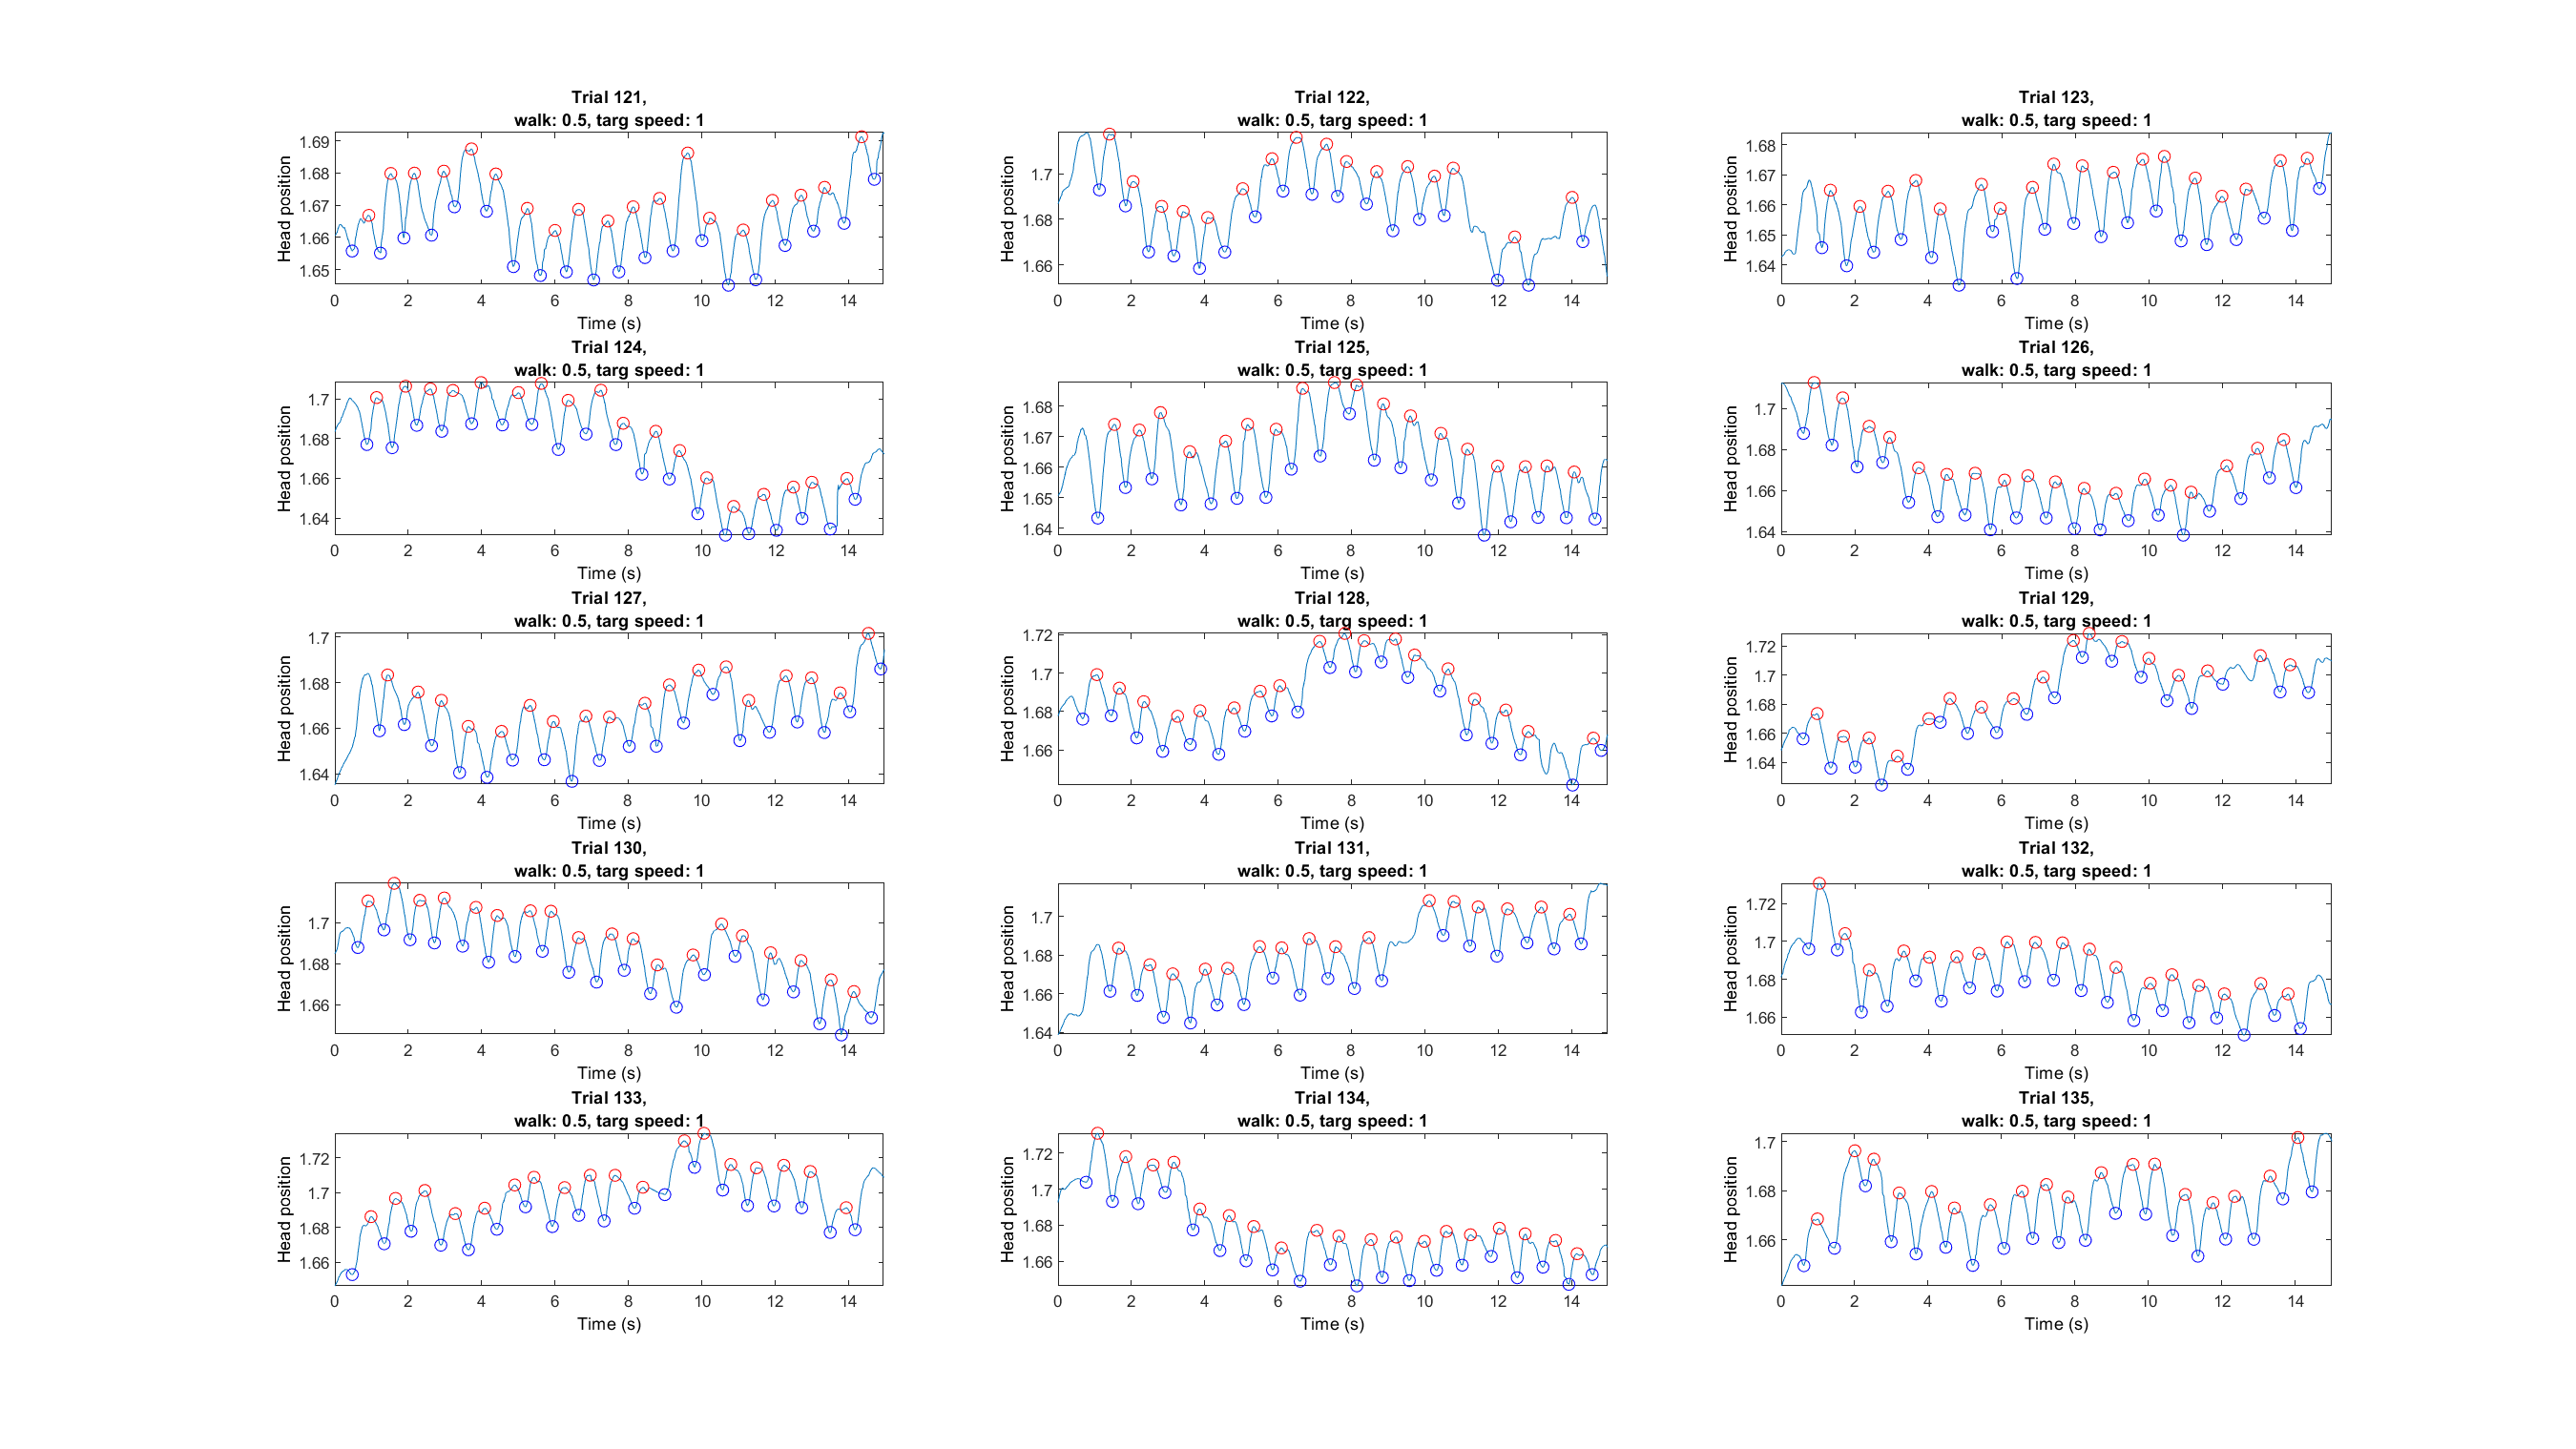 Trial 121,
walk: 0.5, targ speed: 1
Head position
1.69
1.68
1.67
1.66
1.65
0 2 4 6 8 10 12 14
Time (s)
Trial 122,
walk: 0.5, targ speed: 1
Head position
1.7
1.68
1.66
0 2 4 6 8 10 12 14
Time (s)
Trial 123,
walk: 0.5, targ speed: 1
Head position
1.68
1.67
1.66
1.65
1.64
0 2 4 6 8 10 12 14
Time (s)
Trial 124,
walk: 0.5, targ speed: 1
Head position
1.7
1.68
1.66
1.64
0 2 4 6 8 10 12 14
Time (s)
Trial 125,
walk: 0.5, targ speed: 1
Head position
1.68
1.67
1.66
1.65
1.64
0 2 4 6 8 10 12 14
Time (s)
Trial 126,
walk: 0.5, targ speed: 1
Head position
1.7
1.68
1.66
1.64
0 2 4 6 8 10 12 14
Time (s)
Trial 127,
walk: 0.5, targ speed: 1
Head position
1.7
1.68
1.66
1.64
0 2 4 6 8 10 12 14
Time (s)
Trial 128,
walk: 0.5, targ speed: 1
Head position
1.72
1.7
1.68
1.66
0 2 4 6 8 10 12 14
Time (s)
Trial 129,
walk: 0.5, targ speed: 1
Head position
1.72
1.7
1.68
1.66
1.64
0 2 4 6 8 10 12 14
Time (s)
Trial 130,
walk: 0.5, targ speed: 1
Head position
1.7
1.68
1.66
0 2 4 6 8 10 12 14
Time (s)
Trial 131,
walk: 0.5, targ speed: 1
Head position
1.7
1.68
1.66
1.64
0 2 4 6 8 10 12 14
Time (s)
Trial 132,
walk: 0.5, targ speed: 1
Head position
1.72
1.7
1.68
1.66
0 2 4 6 8 10 12 14
Time (s)
Trial 133,
walk: 0.5, targ speed: 1
Head position
1.72
1.7
1.68
1.66
0 2 4 6 8 10 12 14
Time (s)
Trial 134,
walk: 0.5, targ speed: 1
Head position
1.72
1.7
1.68
1.66
0 2 4 6 8 10 12 14
Time (s)
Trial 135,
walk: 0.5, targ speed: 1
Head position
1.7
1.68
1.66
0 2 4 6 8 10 12 14
Time (s)